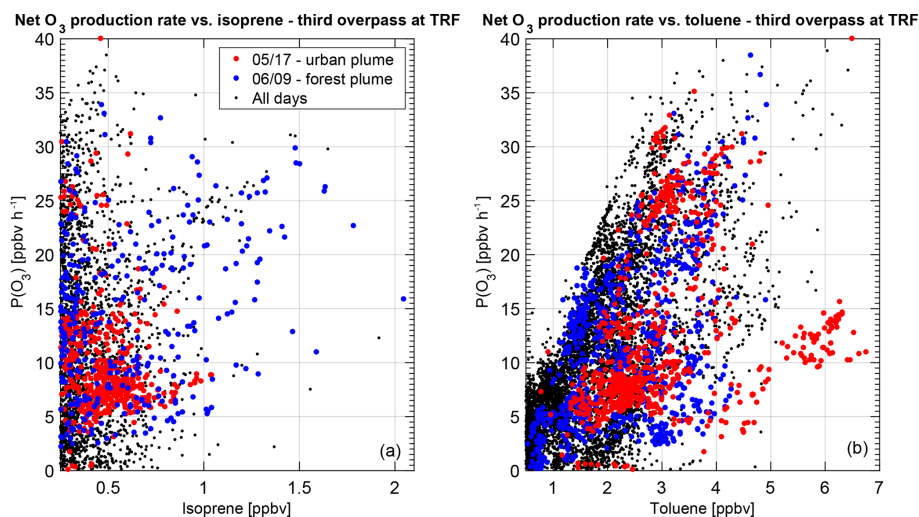 Net O3 production rate vs. isoprene - third overpass at TRF
40
35
30
25
20
15
10
5
0
P(O3) [ppbv h-1]
05/17 - urban plume
06/09 - forest plume
All days
(a)
0.5 1 1.5 2
Isoprene [ppbv]
Net O3 production rate vs. toluene - third overpass at TRF
40
35
30
25
20
15
10
5
0
P(O3) [ppbv h-1]
(b)
1 2 3 4 5 6 7
Toluene [ppbv]